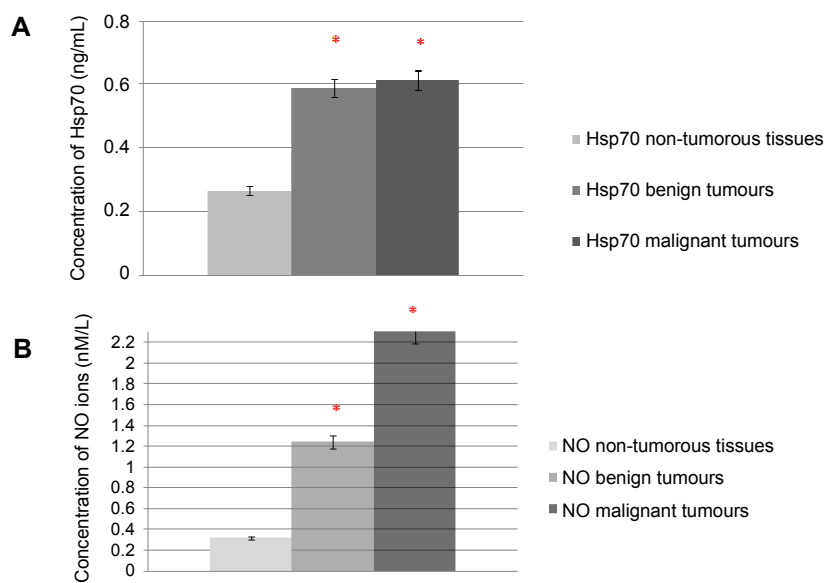 A
Concentration of Hsp70 (ng/mL)
0.8
0.6
0.4
0.2
0
*
*
Hsp70 non-tumorous tissues
Hsp70 benign tumours
Hsp70 malignant tumours
B
Concentration of NO ions (nM/L)
2.2
2
1.8
1.6
1.4
1.2
1
0.8
0.6
0.4
0.2
0
*
*
NO non-tumorous tissues
NO benign tumours
NO malignant tumours